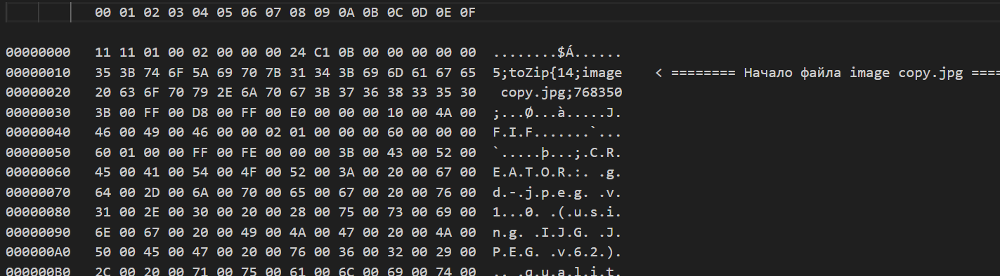 00 01 02 03 04 05 06 07 08 09 0A 0B 0C 0D 0E 0F
00000000 11 11 01 00 02 00 00 00 24 C1 0B 00 00 00 00 00 ........$Á......
00000010 35 3B 74 6F 5A 69 70 7B 31 34 3B 69 6D 61 67 65 5;toZip{14;image < ======== Начало файла image copy.jpg ====
00000020 20 63 6F 70 79 2E 6A 70 67 3B 37 36 38 33 35 30  copy.jpg;768350
00000030 3B 00 FF 00 D8 00 FF 00 E0 00 00 00 10 00 4A 00 ;...Ø...à.....J.
00000040 46 00 49 00 46 00 00 02 01 00 00 00 60 00 00 00 F.I.F.......`...
00000050 60 01 00 00 FF 00 FE 00 00 00 3B 00 43 00 52 00 `.....þ...;.C.R.
00000060 45 00 41 00 54 00 4F 00 52 00 3A 00 20 00 67 00 E.A.T.O.R.:. .g.
00000070 64 00 2D 00 6A 00 70 00 65 00 67 00 20 00 76 00 d.-.j.p.e.g. .v.
00000080 31 00 2E 00 30 00 20 00 28 00 75 00 73 00 69 00 1...0. .(.u.s.i.
00000090 6E 00 67 00 20 00 49 00 4A 00 47 00 20 00 4A 00 n.g. .I.J.G. .J.
000000A0 50 00 45 00 47 00 20 00 76 00 36 00 32 00 29 00 P.E.G. .v.6.2.).
000000B0 2C 00 20 00 71 00 75 00 61 00 6C 00 69 00 74 00 ,. .q.u.a.l.i.t.